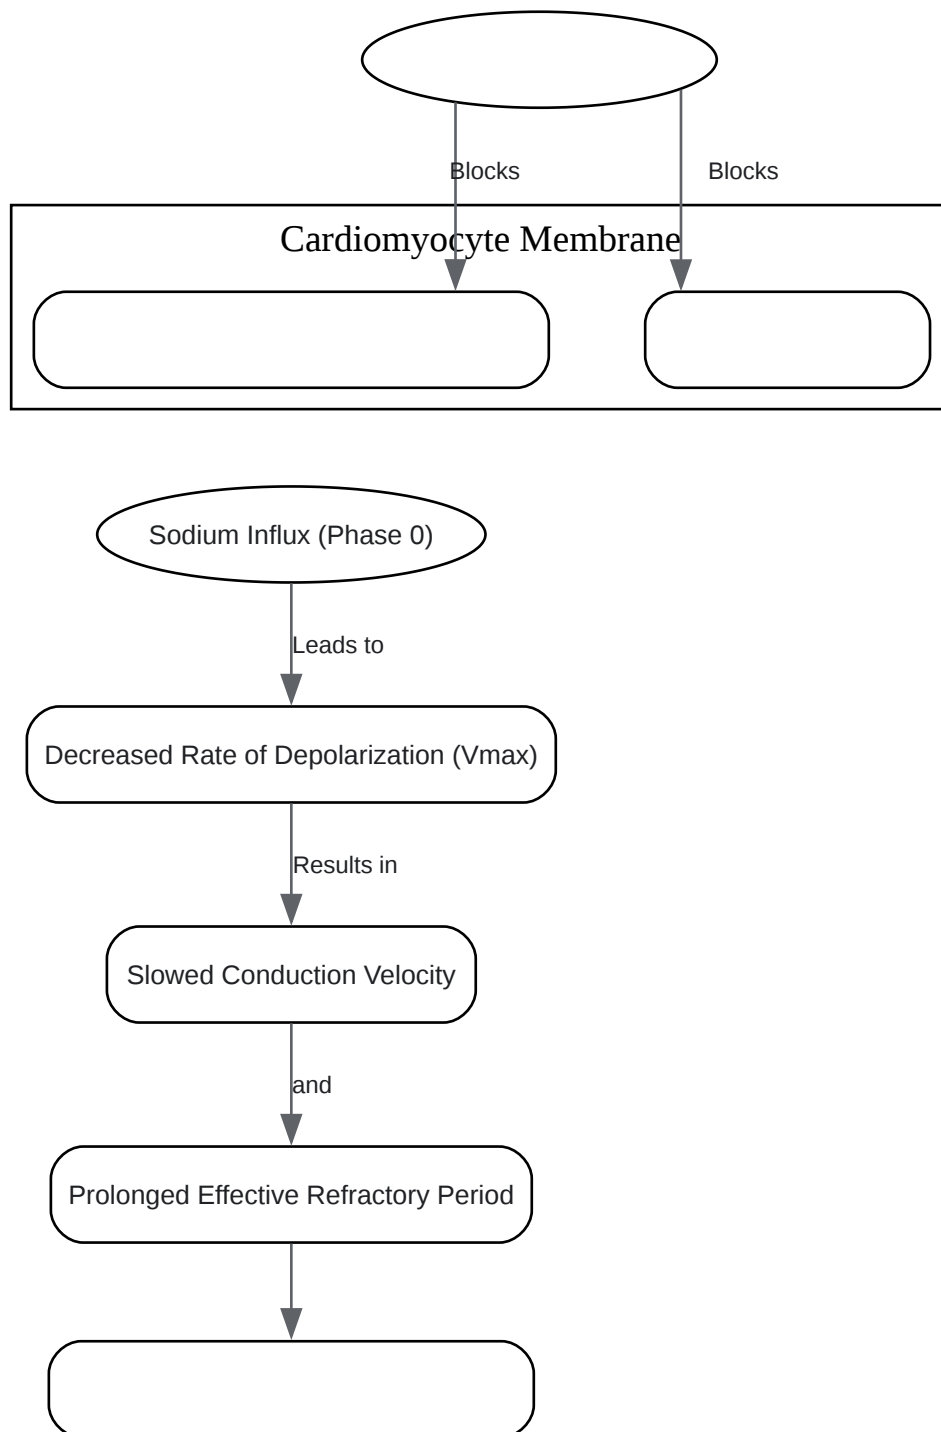 Blocks
Blocks
Cardiomyocyte Membrane
Sodium Influx (Phase 0)
Leads to
Decreased Rate of Depolarization (Vmax)
Results in
Slowed Conduction Velocity
and
Prolonged Effective Refractory Period